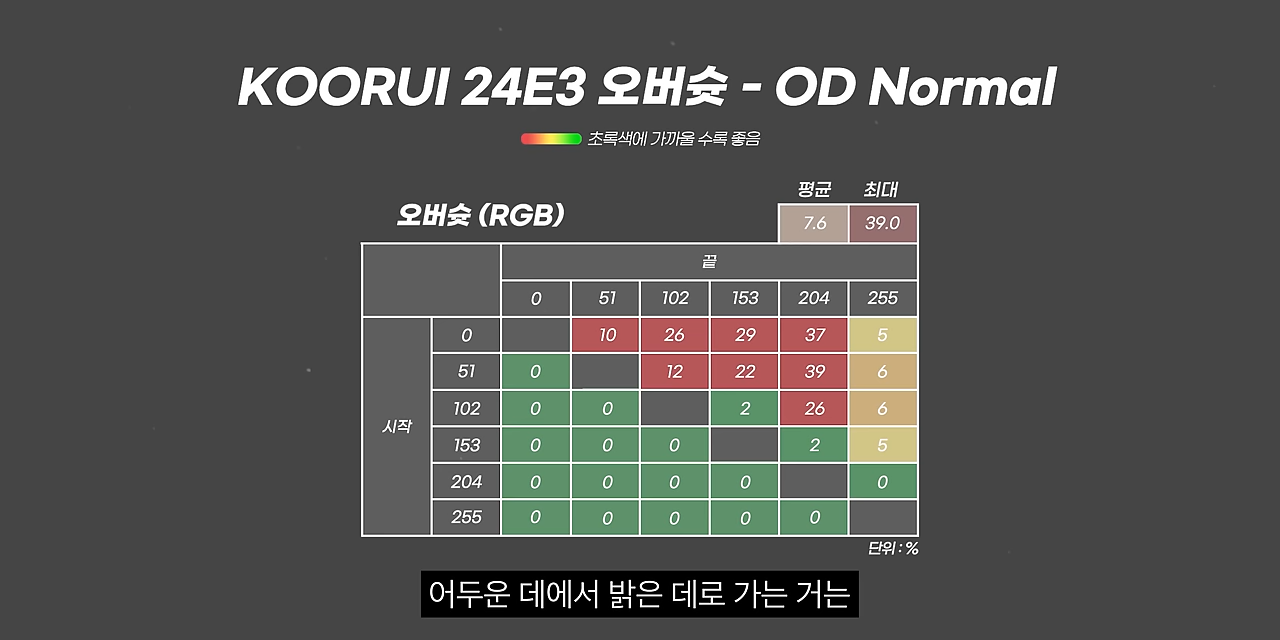 KOORUI 24E3 오버슛 - OD Normal
초록색에 가까울 수록 좋음
평균 최대
오버슛 (RGB) 7.6 39.0
끝
0 51 102 153 204 255
0 10 26 29 37 5
51 0 12 22 39 6
102 0 0 2 26 6
시작
153 0 0 0 2 5
204 0 0 0 0 0
255 0 0 0 0 0
단위 : %
어두운 데에서 밝은 데로 가는 거는